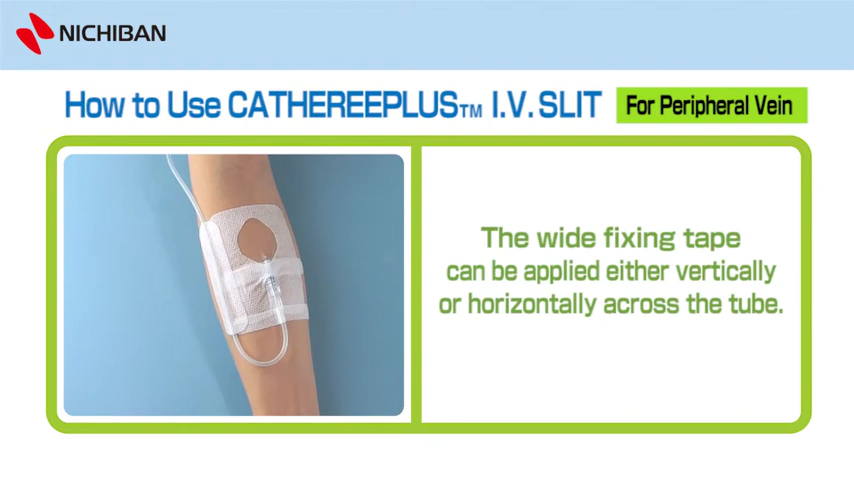 NICHIBAN
How to Use CATHEREEPLUS™ I.V. SLIT
For Peripheral Vein
The wide fixing tape
can be applied either vertically
or horizontally across the tube.